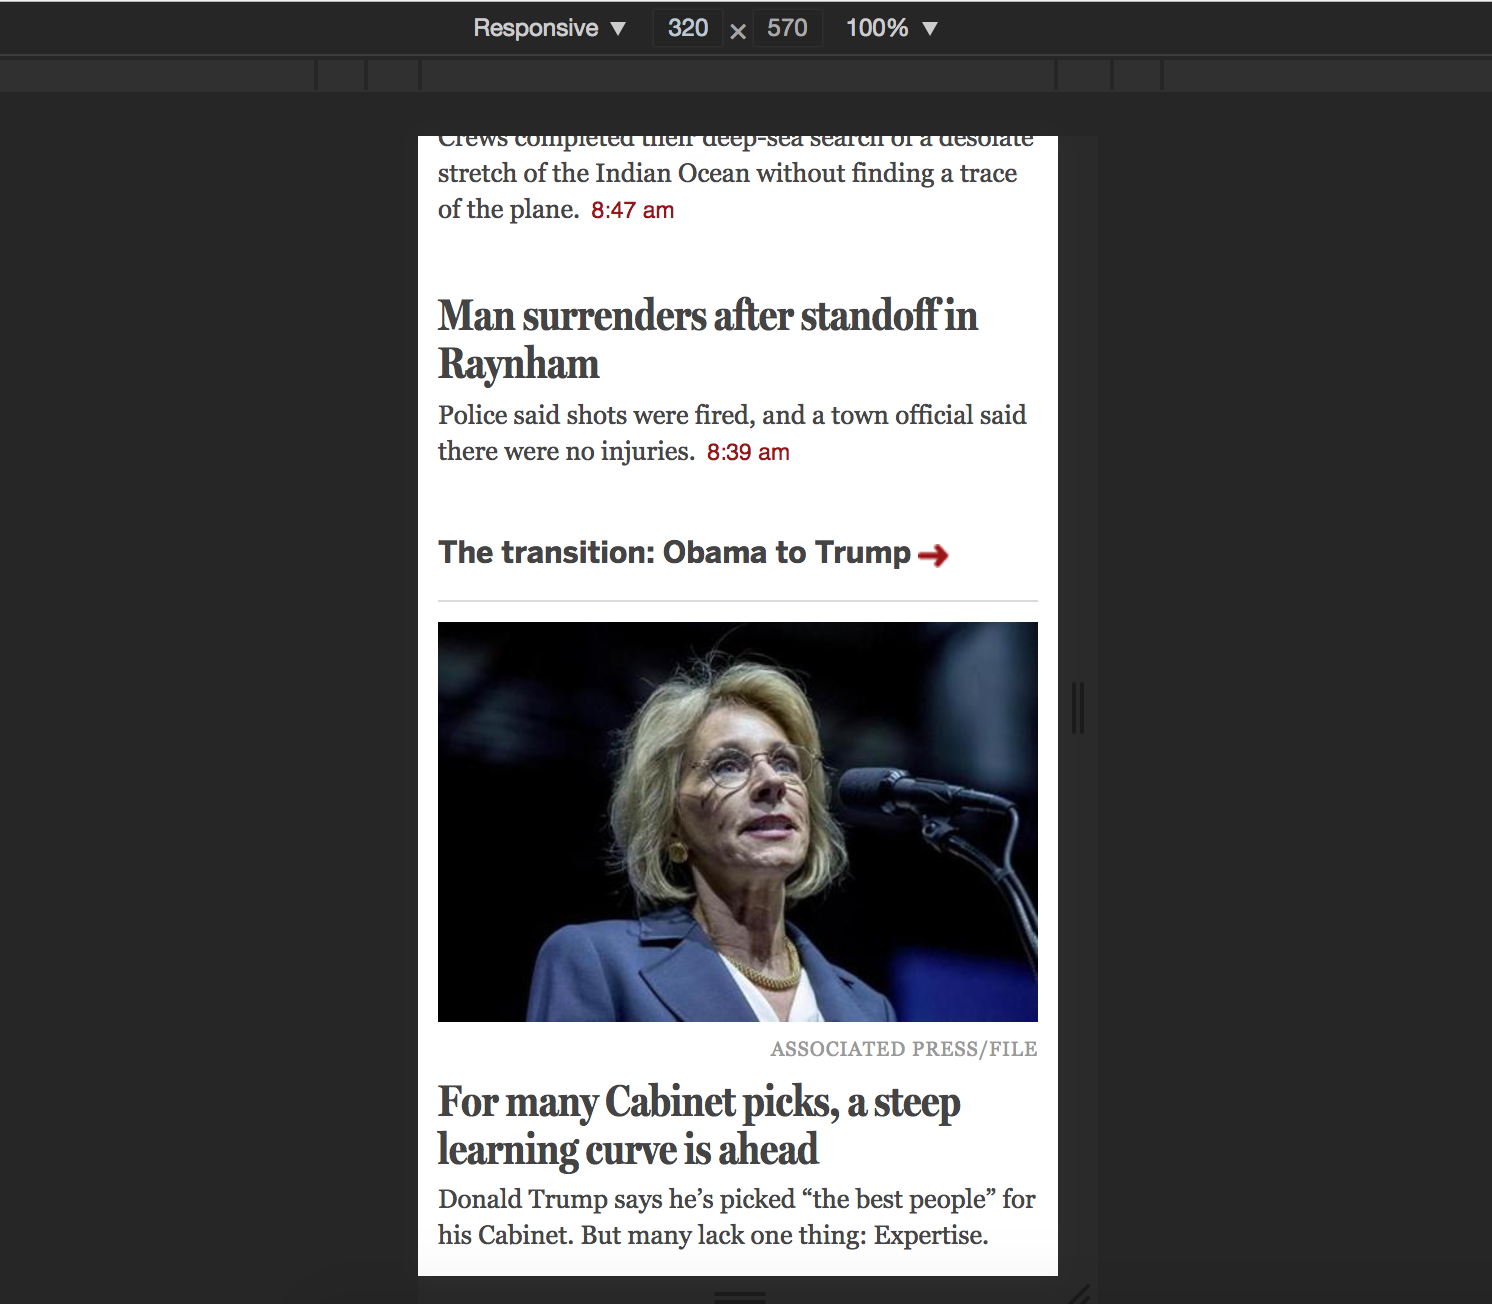 Responsive ▼ 320 × 570 100% ▼
Crews completed their deep-sea search of a desolate
stretch of the Indian Ocean without finding a trace
of the plane. 8:47 am
Man surrenders after standoff in
Raynham
Police said shots were fired, and a town official said
there were no injuries. 8:39 am
The transition: Obama to Trump
ASSOCIATED PRESS/FILE
For many Cabinet picks, a steep
learning curve is ahead
Donald Trump says he’s picked “the best people” for
his Cabinet. But many lack one thing: Expertise.